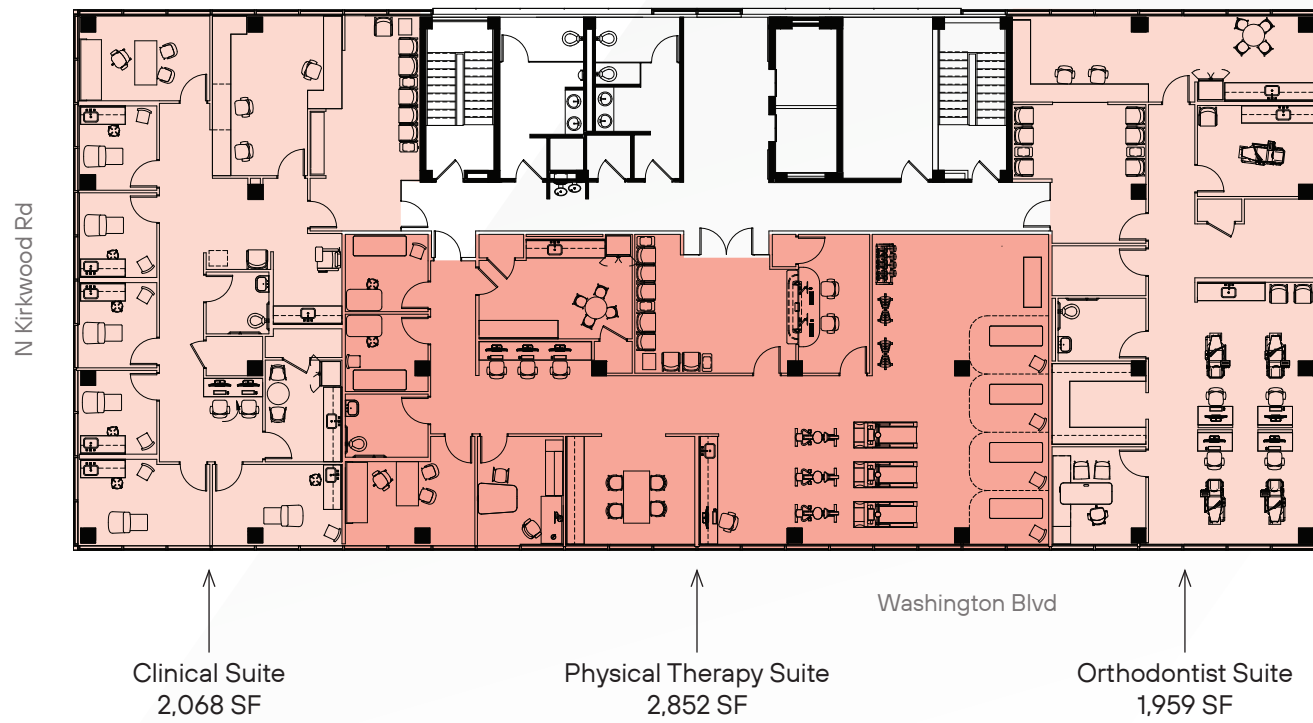 N Kirkwood Rd
Washington Blvd
Clinical Suite
2,068 SF
Physical Therapy Suite
2,852 SF
Orthodontist Suite
1,959 SF